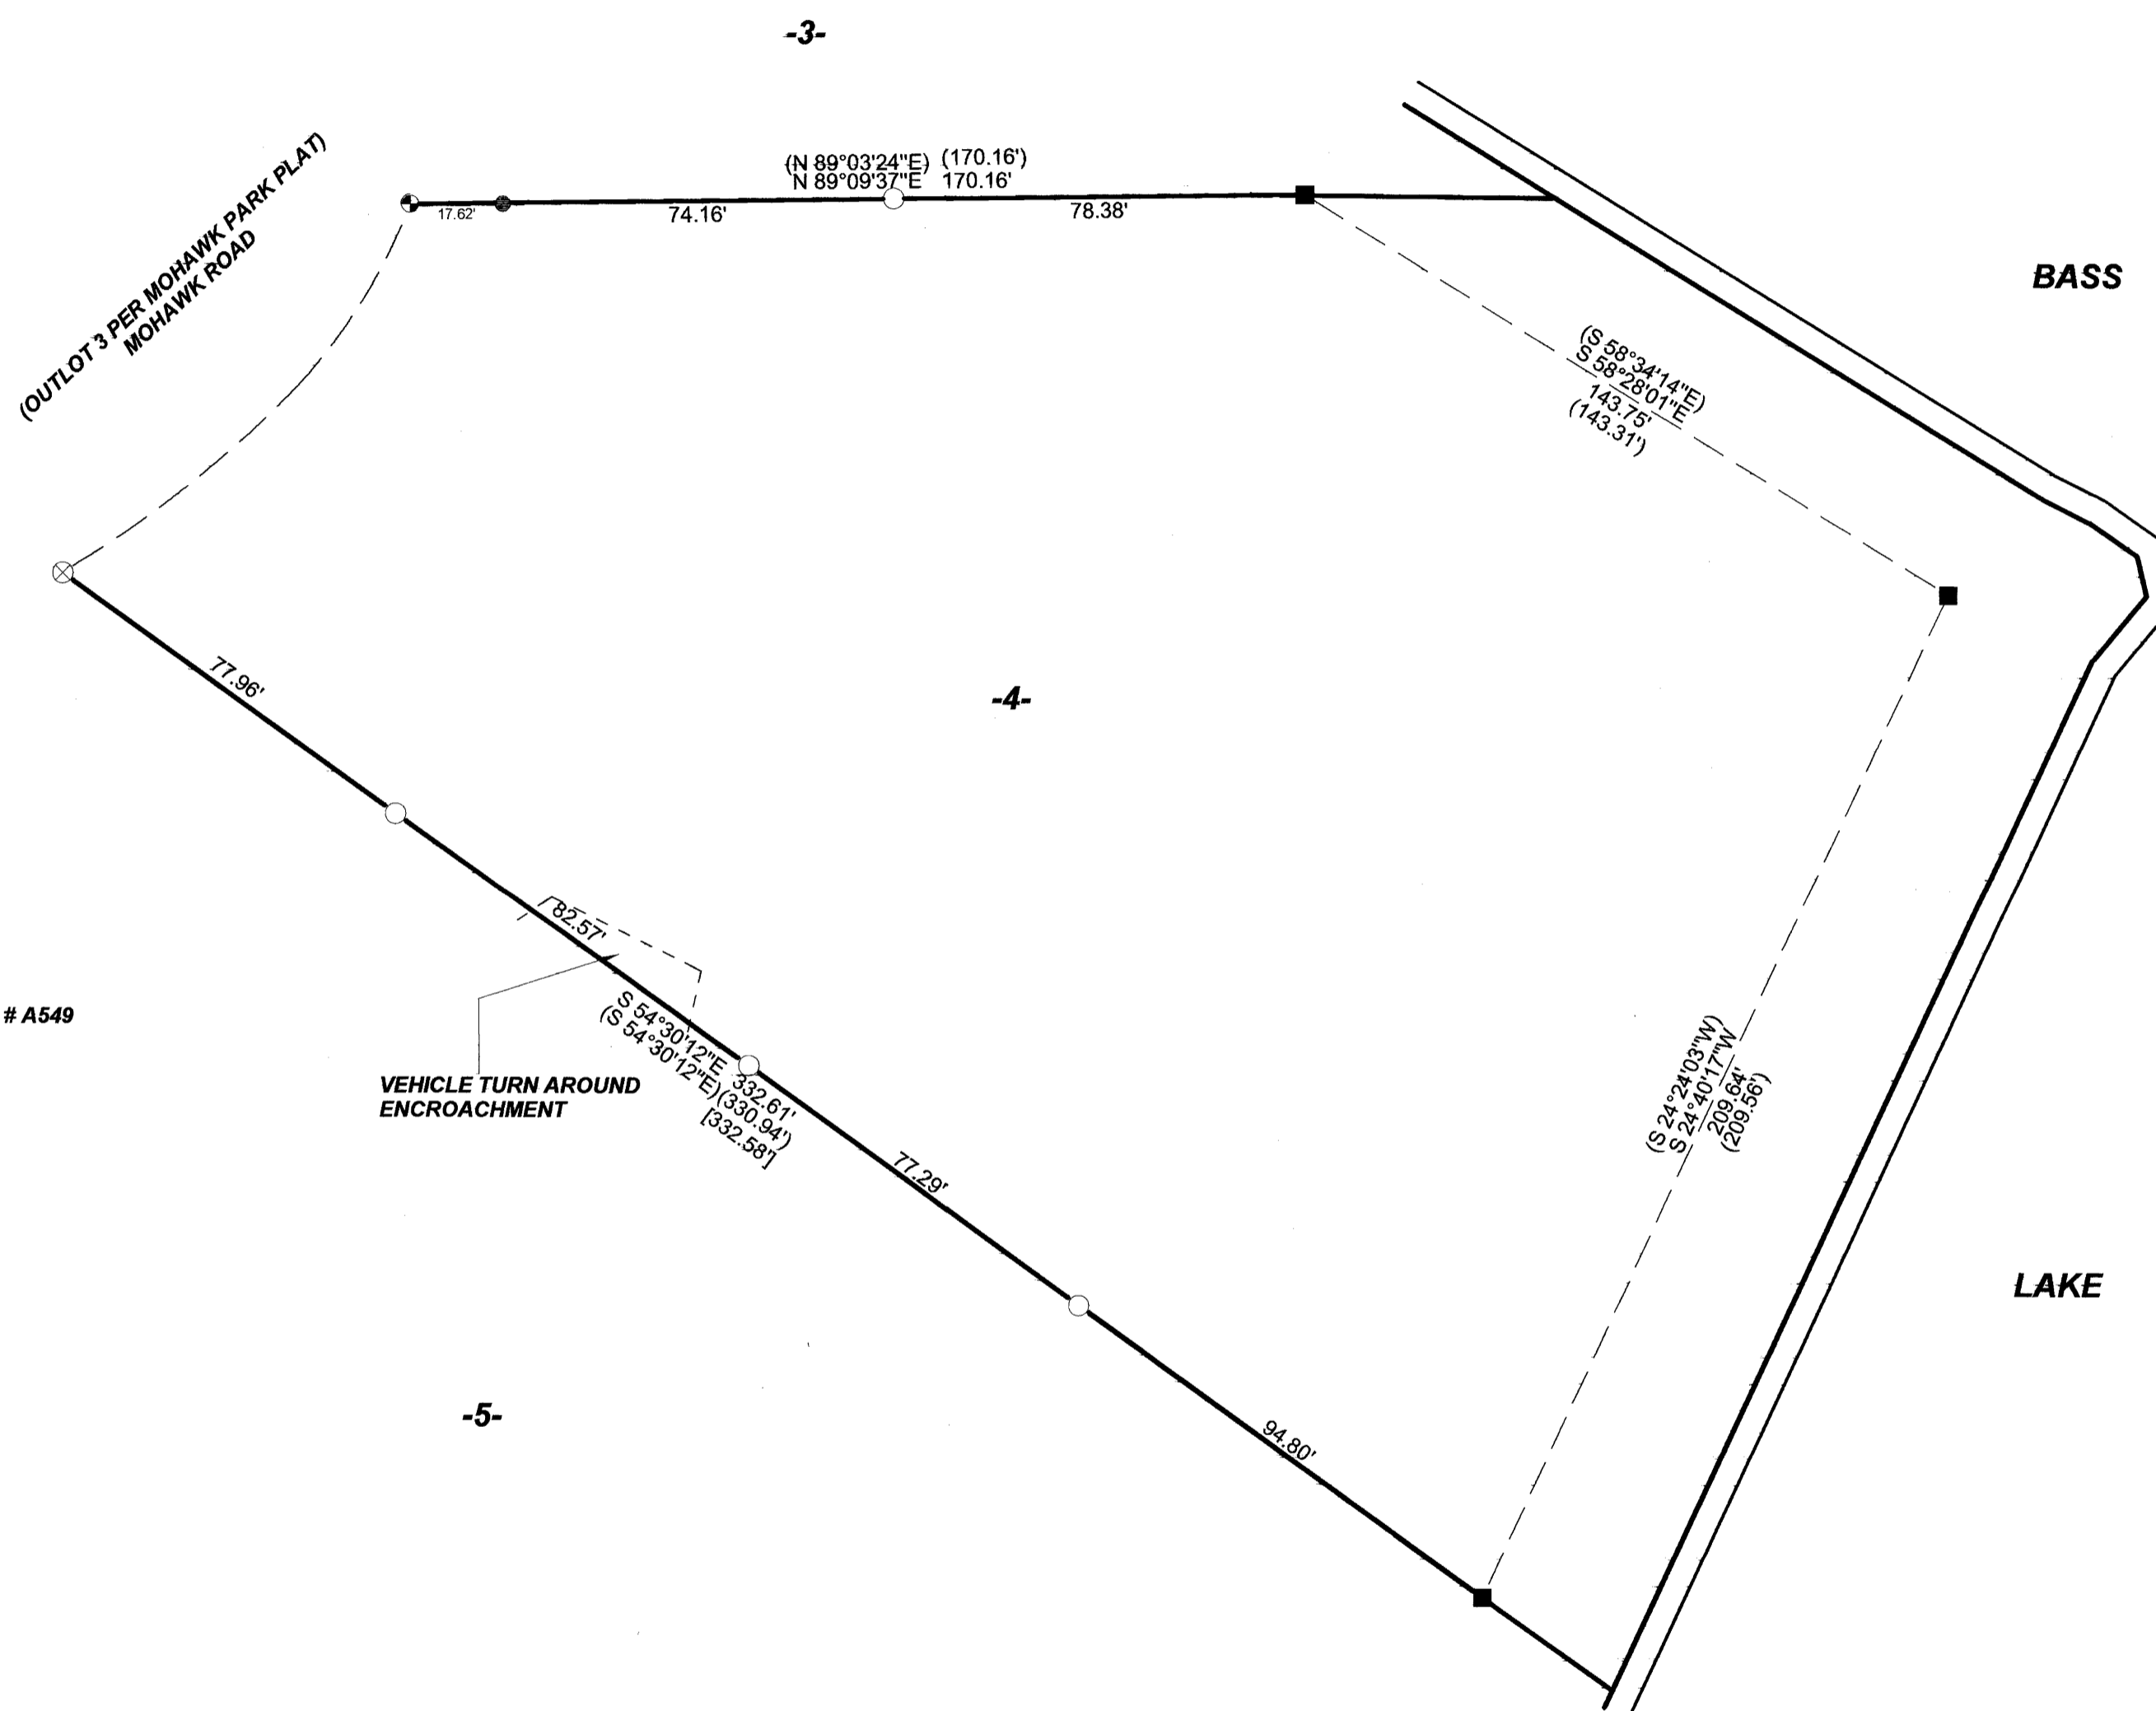 -3-
(OUTLOT 3 PER MOHAWK PARK PLAT)
MOHAWK ROAD
(N 89°03'24"E) (170.16')
N 89°09'37"E 170.16'
17.62'
74.16'
78.38'
BASS
(S 58°34'14"E)
S 58°28'01"E
143.75'
(143.31')
77.96'
-4-
82.57'
# A549
VEHICLE TURN AROUND
ENCROACHMENT
S 54°30'12"E 332.61'
(S 54°30'12"E)(330.94')
[332.58']
(S 24°24'03"W)
S 24°40'17"W
209.64'
(209.56')
77.29'
LAKE
-5-
94.80'